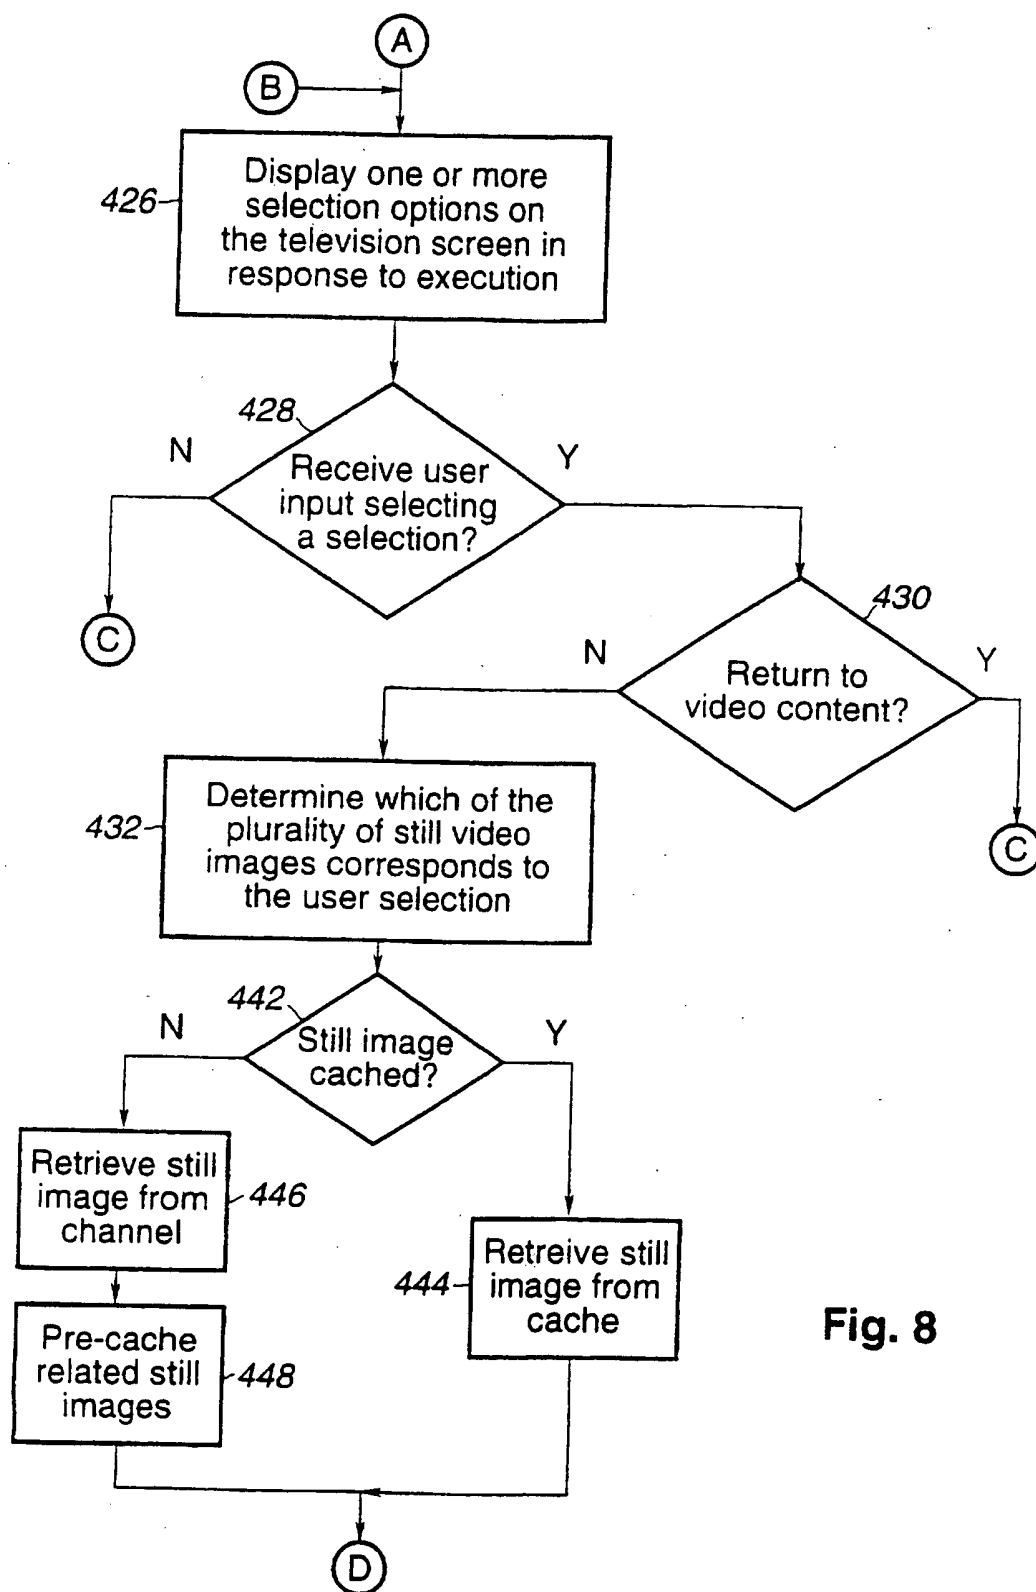 A
B
Display one or more
selection options on
the television screen in
response to execution
426
428
N
Y
Receive user
input selecting
a selection?
C
430
N
Y
Return to
video content?
C
432
Determine which of the
plurality of still video
images corresponds to
the user selection
442
N
Y
Still image
cached?
Retrieve still
image from
channel
446
444
Retreive still
image from
cache
Pre-cache
related still
images
448
Fig. 8
D